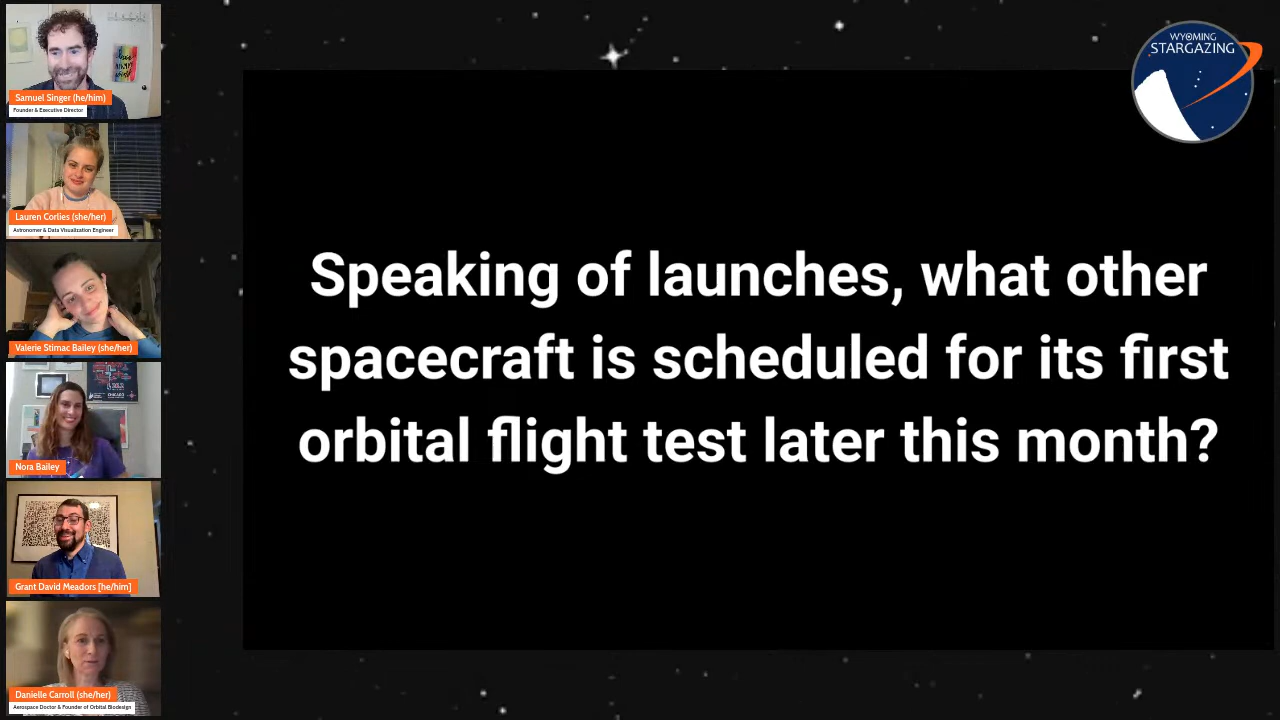 Samuel Singer (he/him)
Founder & Executive Director
Lauren Corlies (she/her)
Astronomer & Data Visualization Engineer
Valerie Stimac Bailey (she/her)
Nora Bailey
Grant David Meadors [he/him]
Danielle Carroll (she/her)
Aerospace Doctor & Founder of Orbital Biodesign
WYOMING
STARGAZING
Speaking of launches, what other
spacecraft is scheduled for its first
orbital flight test later this month?